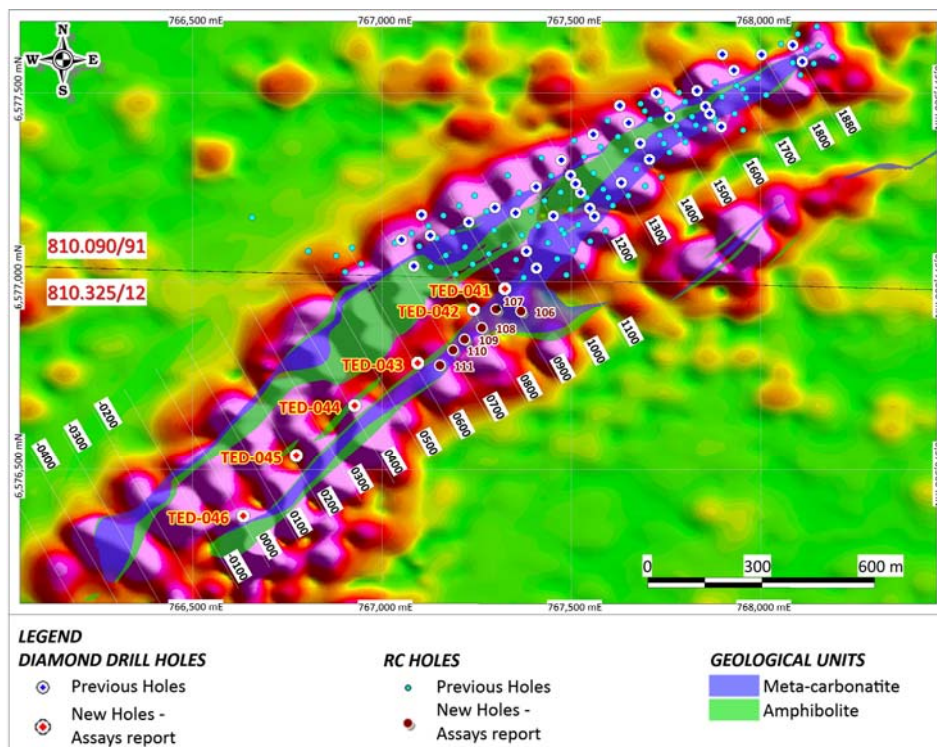 766,500 mE 767,000 mE 767,500 mE 768,000 mE
N
W E
S
6,577,500 mN
6,577,000 mN
6,576,500 mN
810.090/91
810.325/12
1880
1800
1700
1600
1500
1400
1300
1200
1100
1000
0900
0800
0700
0600
0500
0400
0300
0200
0100
0000
-0100
-0200
-0300
-0400
TED-041
TED-042
107
106
108
109
110
111
TED-043
TED-044
TED-045
TED-046
0 300 600 m
766,500 mE 767,000 mE 767,500 mE 768,000 mE
LEGEND
DIAMOND DRILL HOLES RC HOLES GEOLOGICAL UNITS
Previous Holes Previous Holes Meta-carbonatite
New Holes - New Holes - Amphibolite
Assays report Assays report